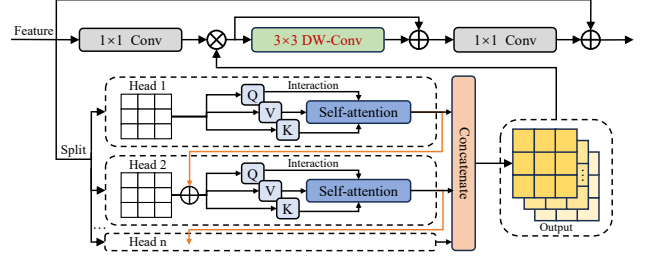 Feature
1×1 Conv
3×3 DW-Conv
1×1 Conv
Head 1
Q
V
K
Interaction
Self-attention
Split
Head 2
Q
V
K
Interaction
Self-attention
...
Head n
Concatenate
...
Output